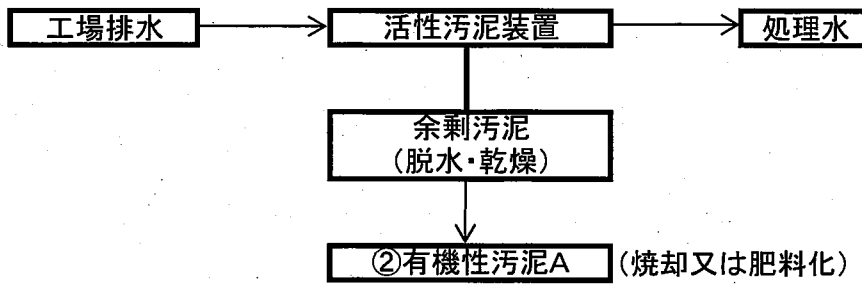 工場排水
活性汚泥装置
処理水
余剰汚泥
(脱水・乾燥)
②有機性汚泥A
(焼却又は肥料化)